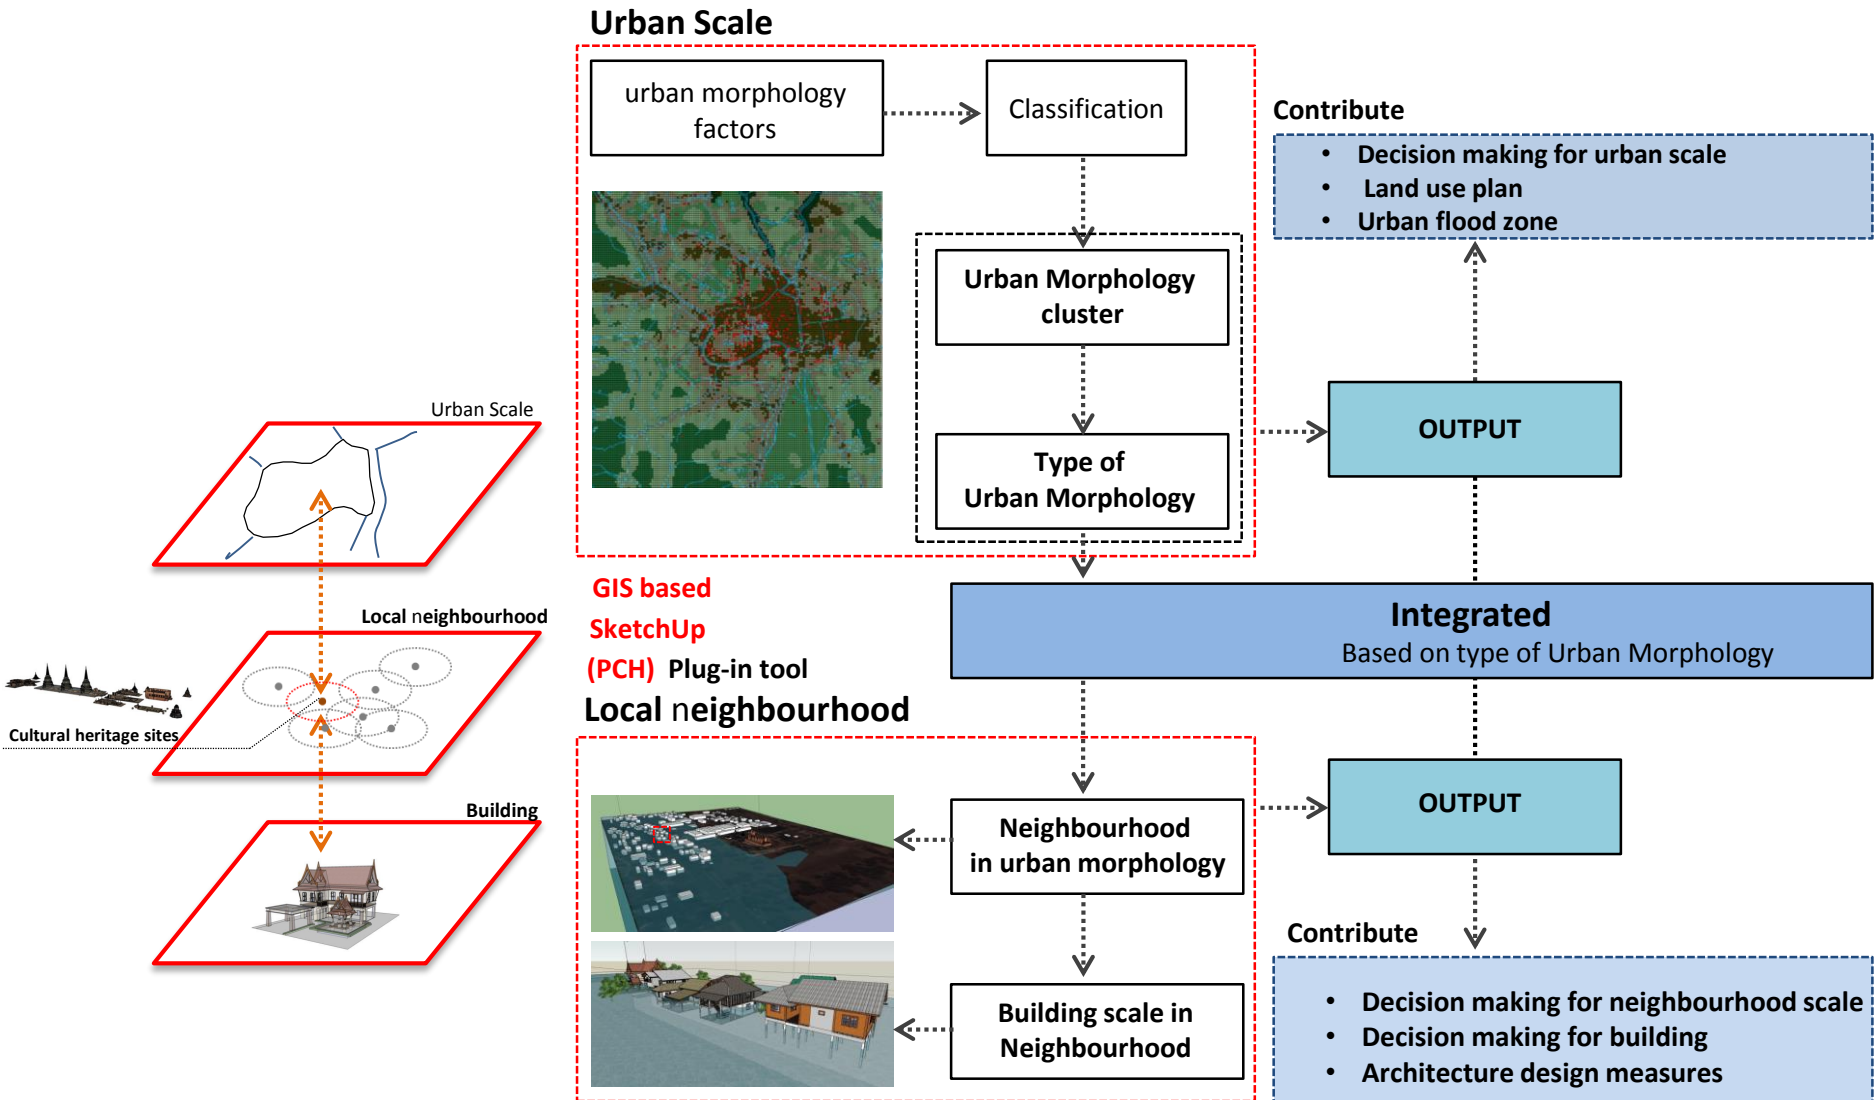 Urban Scale
urban morphology
factors
Classification
Contribute
• Decision making for urban scale
• Land use plan
• Urban flood zone
Urban Morphology
cluster
Type of
Urban Morphology
OUTPUT
Urban Scale
Local neighbourhood
Cultural heritage sites
Building
GIS based
SketchUp
(PCH) Plug-in tool
Integrated
Based on type of Urban Morphology
Local neighbourhood
Neighbourhood
in urban morphology
OUTPUT
Building scale in
Neighbourhood
Contribute
• Decision making for neighbourhood scale
• Decision making for building
• Architecture design measures